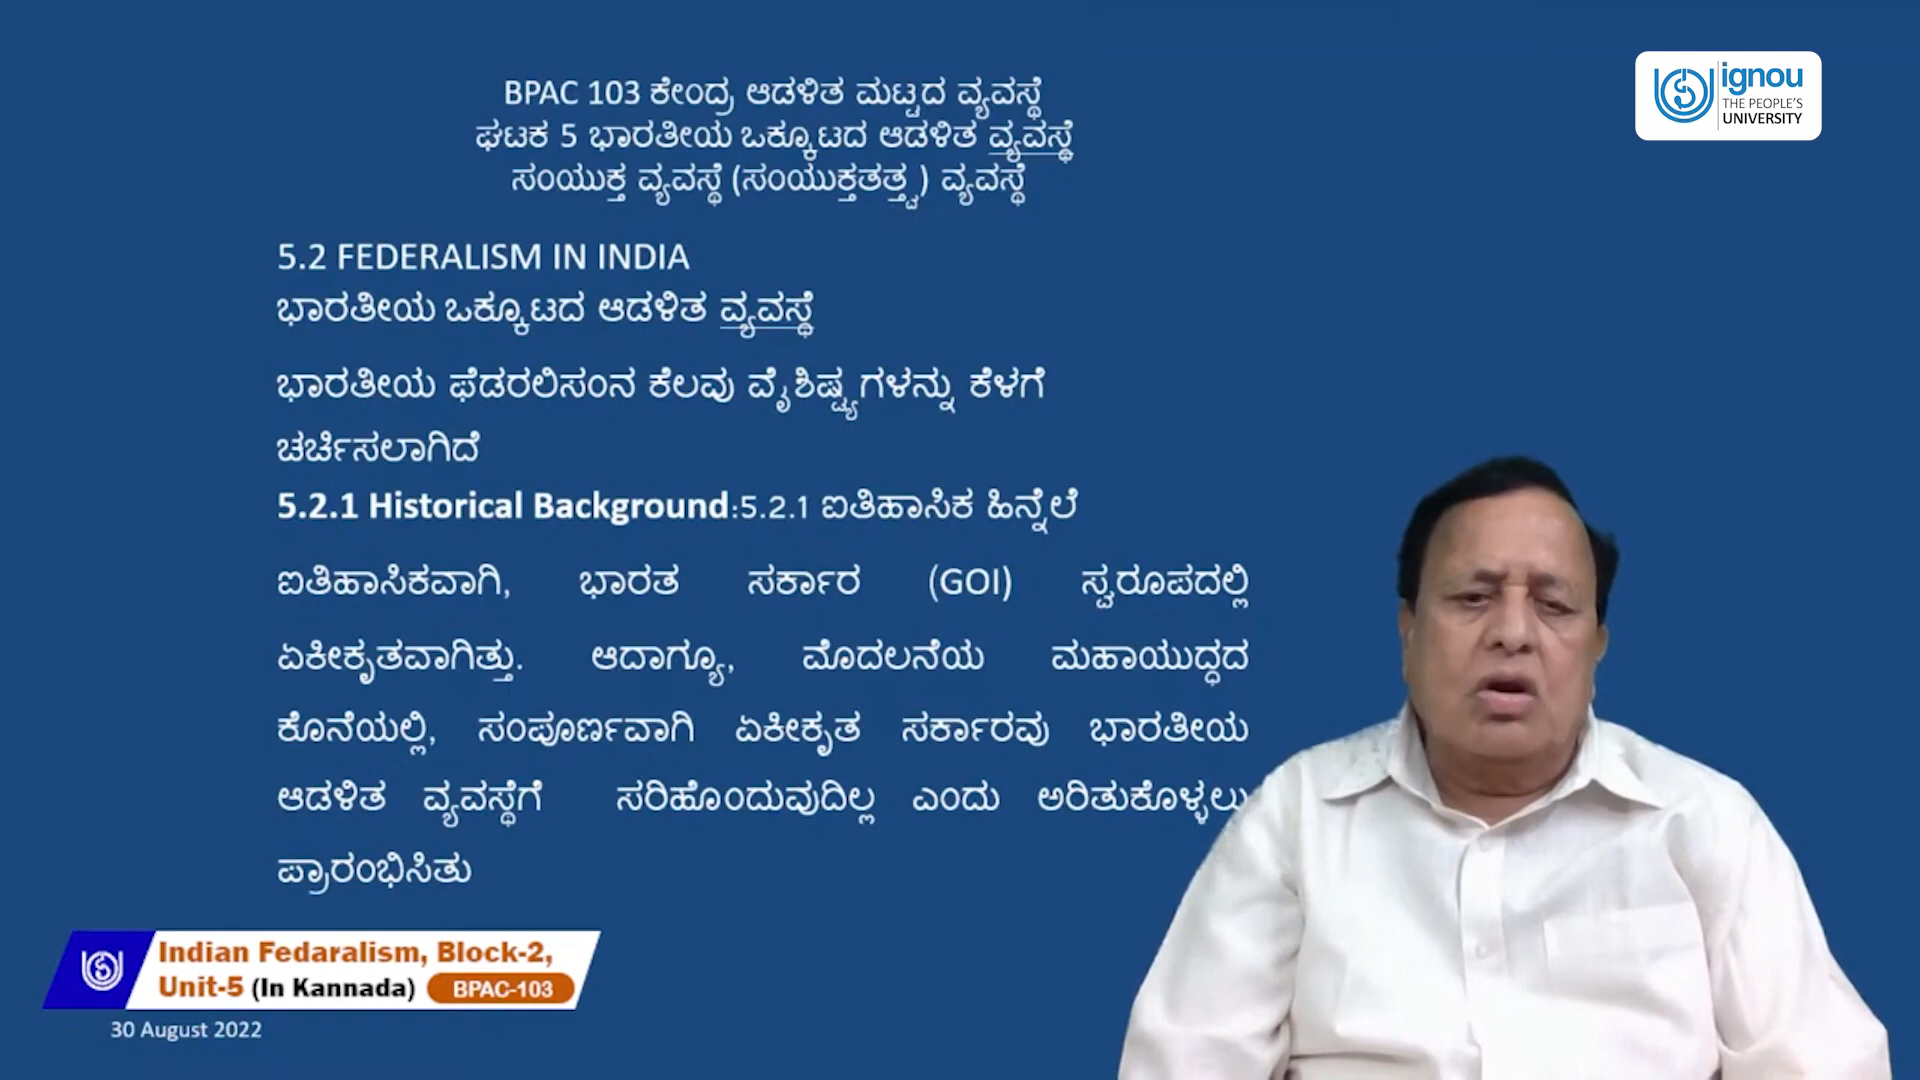 BPAC 103 ಕೇಂದ್ರ ಆಡಳಿತ ಮಟ್ಟದ ವ್ಯವಸ್ಥೆ
ಘಟಕ 5 ಭಾರತೀಯ ಒಕ್ಕೂಟದ ಆಡಳಿತ ವ್ಯವಸ್ಥೆ
ಸಂಯುಕ್ತ ವ್ಯವಸ್ಥೆ (ಸಂಯುಕ್ತತತ್ತ್ವ) ವ್ಯವಸ್ಥೆ
ignou
THE PEOPLE'S
UNIVERSITY
5.2 FEDERALISM IN INDIA
ಭಾರತೀಯ ಒಕ್ಕೂಟದ ಆಡಳಿತ ವ್ಯವಸ್ಥೆ
ಭಾರತೀಯ ಫೆಡರಲಿಸಂನ ಕೆಲವು ವೈಶಿಷ್ಟ್ಯಗಳನ್ನು ಕೆಳಗೆ
ಚರ್ಚಿಸಲಾಗಿದೆ
5.2.1 Historical Background:5.2.1 ಐತಿಹಾಸಿಕ ಹಿನ್ನೆಲೆ
ಐತಿಹಾಸಿಕವಾಗಿ, ಭಾರತ ಸರ್ಕಾರ (GOI) ಸ್ವರೂಪದಲ್ಲಿ
ಏಕೀಕೃತವಾಗಿತ್ತು. ಆದಾಗ್ಯೂ, ಮೊದಲನೆಯ ಮಹಾಯುದ್ಧದ
ಕೊನೆಯಲ್ಲಿ, ಸಂಪೂರ್ಣವಾಗಿ ಏಕೀಕೃತ ಸರ್ಕಾರವು ಭಾರತೀಯ
ಆಡಳಿತ ವ್ಯವಸ್ಥೆಗೆ ಸರಿಹೊಂದುವುದಿಲ್ಲ ಎಂದು ಅರಿತುಕೊಳ್ಳಲು
ಪ್ರಾರಂಭಿಸಿತು
Indian Fedaralism, Block-2,
Unit-5 (In Kannada) BPAC-103
30 August 2022